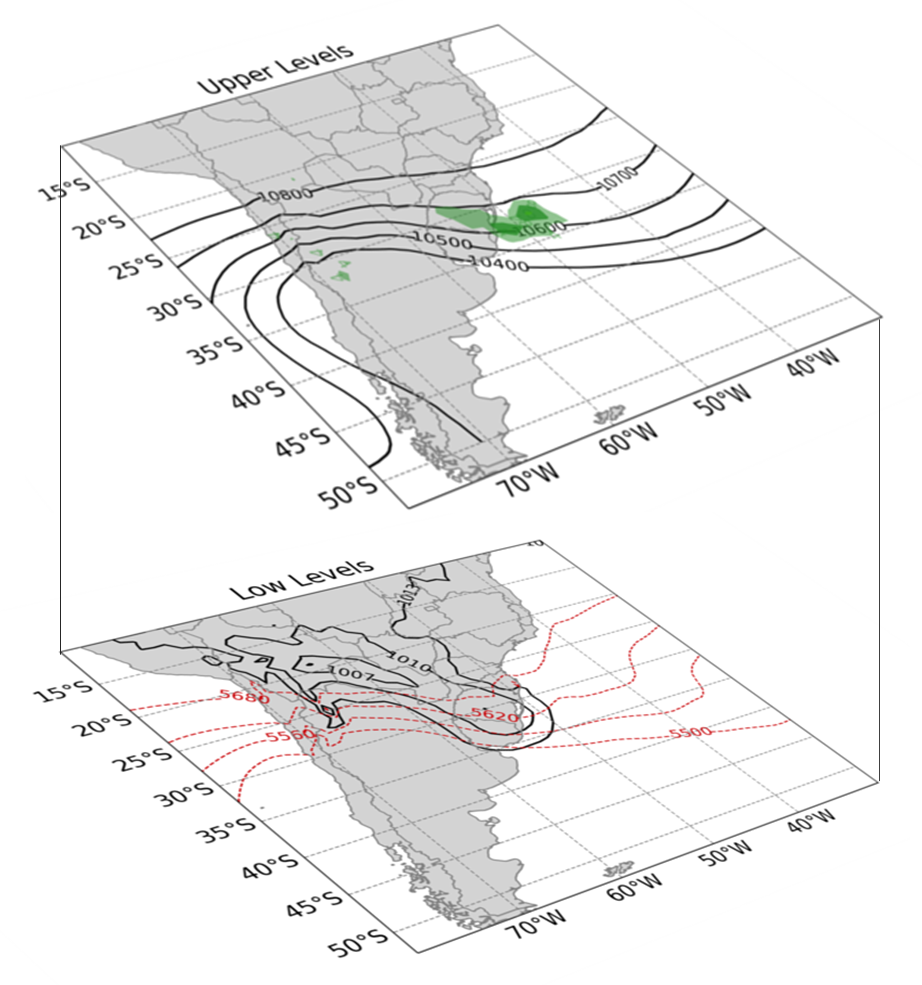 Upper Levels
10800
10700
10600
10500
10400
15°S
20°S
25°S
30°S
35°S
40°S
45°S
50°S
70°W
60°W
50°W
40°W
Low Levels
1013
1010
1007
5680
5620
5560
5500
15°S
20°S
25°S
30°S
35°S
40°S
45°S
50°S
70°W
60°W
50°W
40°W